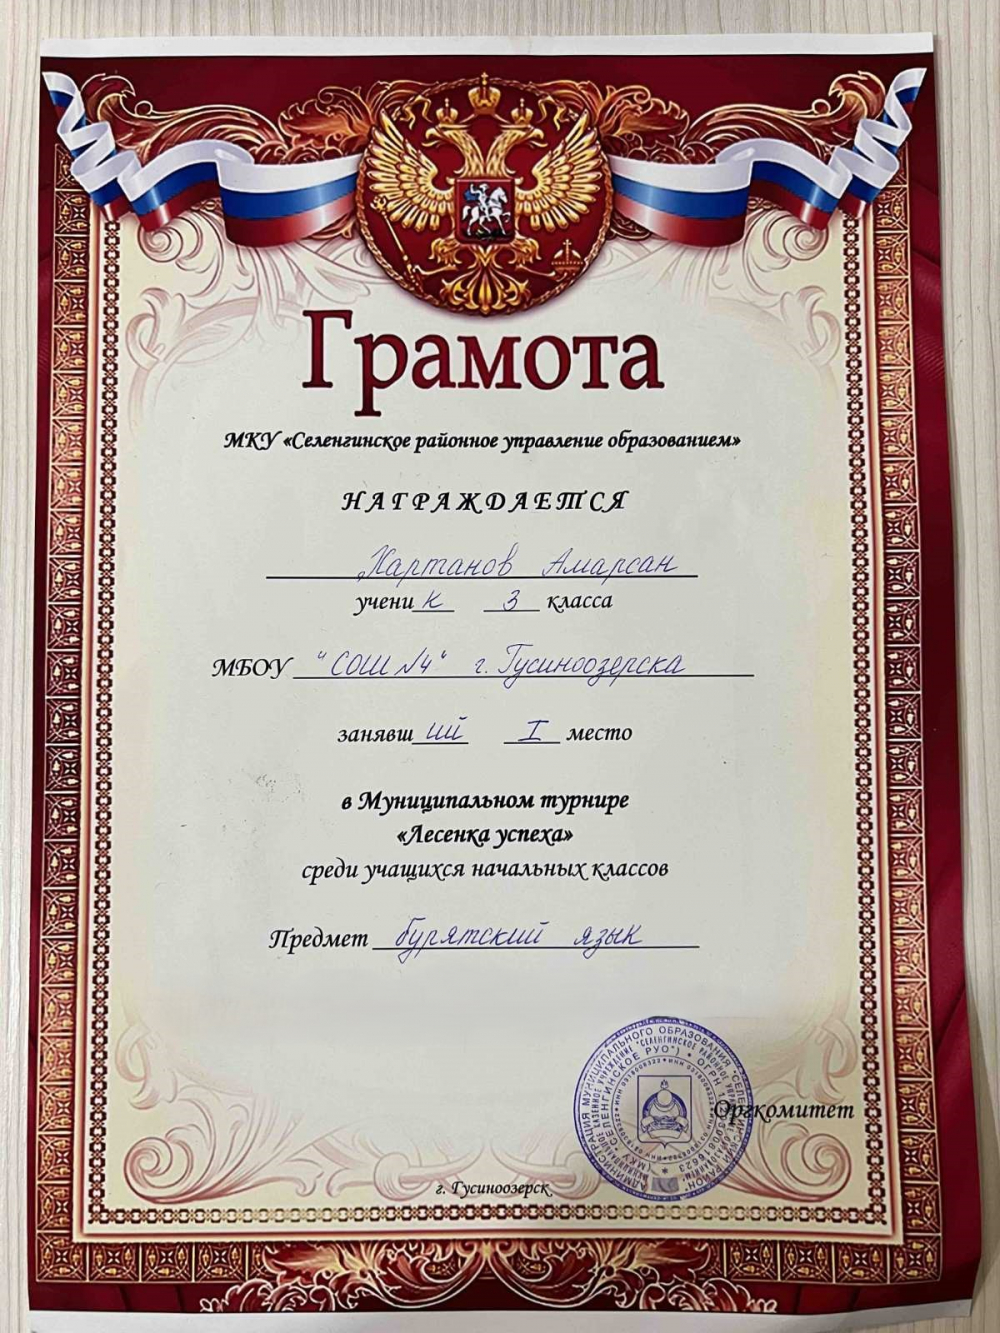 Грамота
МКУ «Селенгинское районное управление образованием»
НАГРАЖДАЕТСЯ
Хартанов Амарсан
ученик 3 класса
МБОУ "СОШ №4" г. Гусиноозерска
занявший I место
в Муниципальном турнире
«Лесенка успеха»
среди учащихся начальных классов
Предмет бурятский язык
Оргкомитет
г. Гусиноозерск